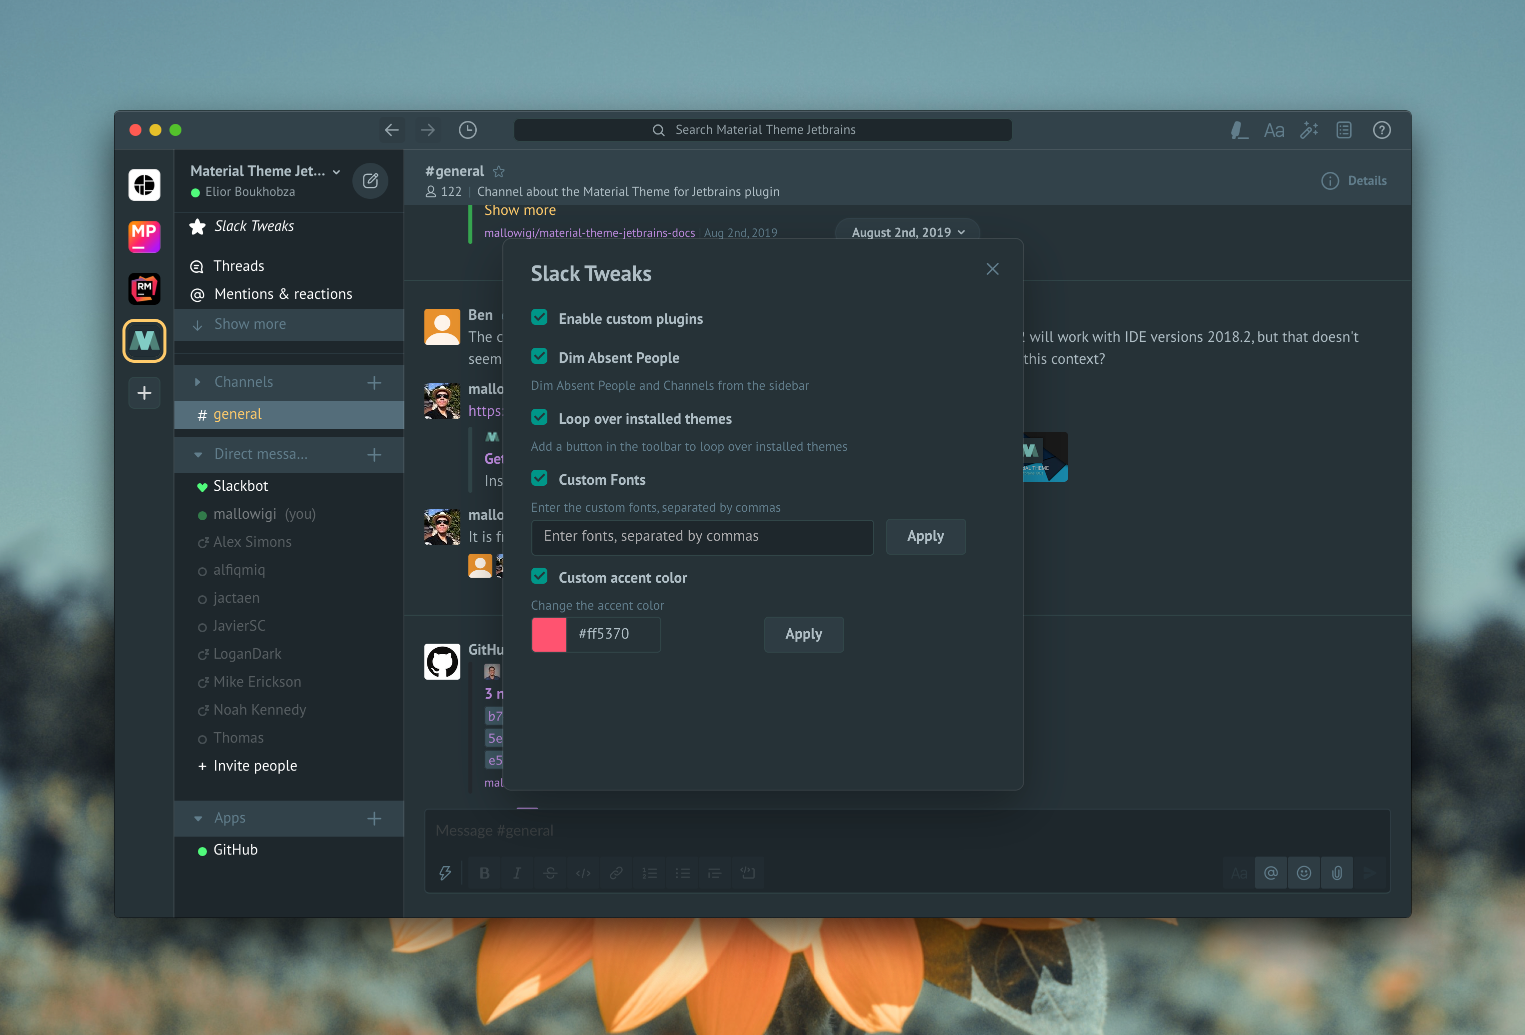 Search Material Theme Jetbrains
Aa
MP
RM
Material Theme Jet...
Elior Boukhobza
Slack Tweaks
Threads
Mentions & reactions
Show more
Channels
# general
Direct messa...
Slackbot
mallowigi (you)
Alex Simons
alfiqmiq
jactaen
JavierSC
LoganDark
Mike Erickson
Noah Kennedy
Thomas
+ Invite people
Apps
GitHub
#general
122 | Channel about the Material Theme for Jetbrains plugin
Details
Show more
mallowigi/material-theme-jetbrains-docs Aug 2nd, 2019
August 2nd, 2019
Ben
The c
will work with IDE versions 2018.2, but that doesn't
seem
this context?
mallo
https:
Get
Ins
mallo
It is fr
GitHu
3 n
b7
5e
e5
mal
Slack Tweaks
Enable custom plugins
Dim Absent People
Dim Absent People and Channels from the sidebar
Loop over installed themes
Add a button in the toolbar to loop over installed themes
Custom Fonts
Enter the custom fonts, separated by commas
Enter fonts, separated by commas
Apply
Custom accent color
Change the accent color
#ff5370
Apply
Message #general
B I S </>
Aa @